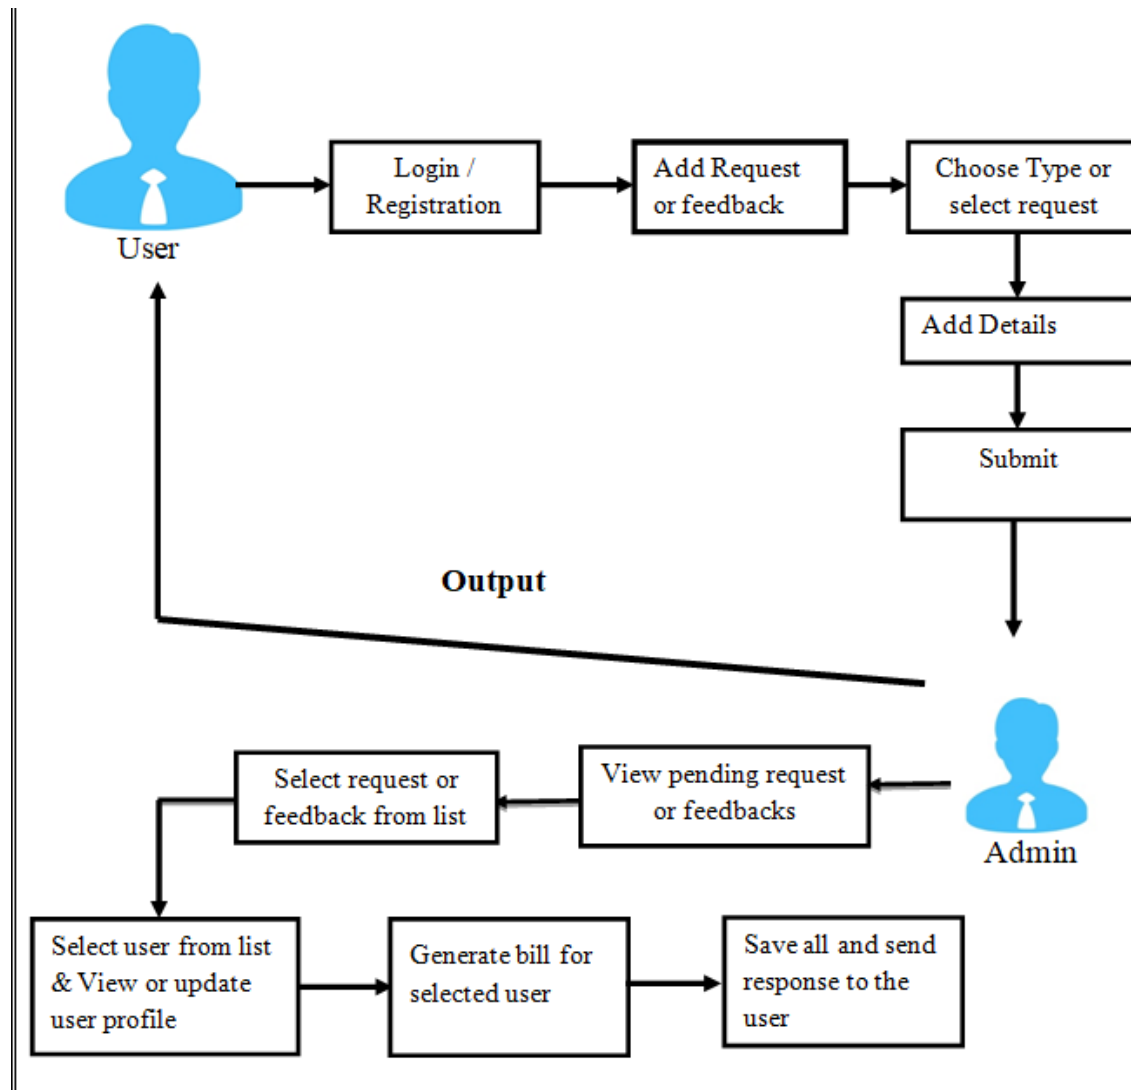 User
Login /
Registration
Add Request
or feedback
Choose Type or
select request
Add Details
Submit
Output
Admin
View pending request
or feedbacks
Select request or
feedback from list
Select user from list
& View or update
user profile
Generate bill for
selected user
Save all and send
response to the
user